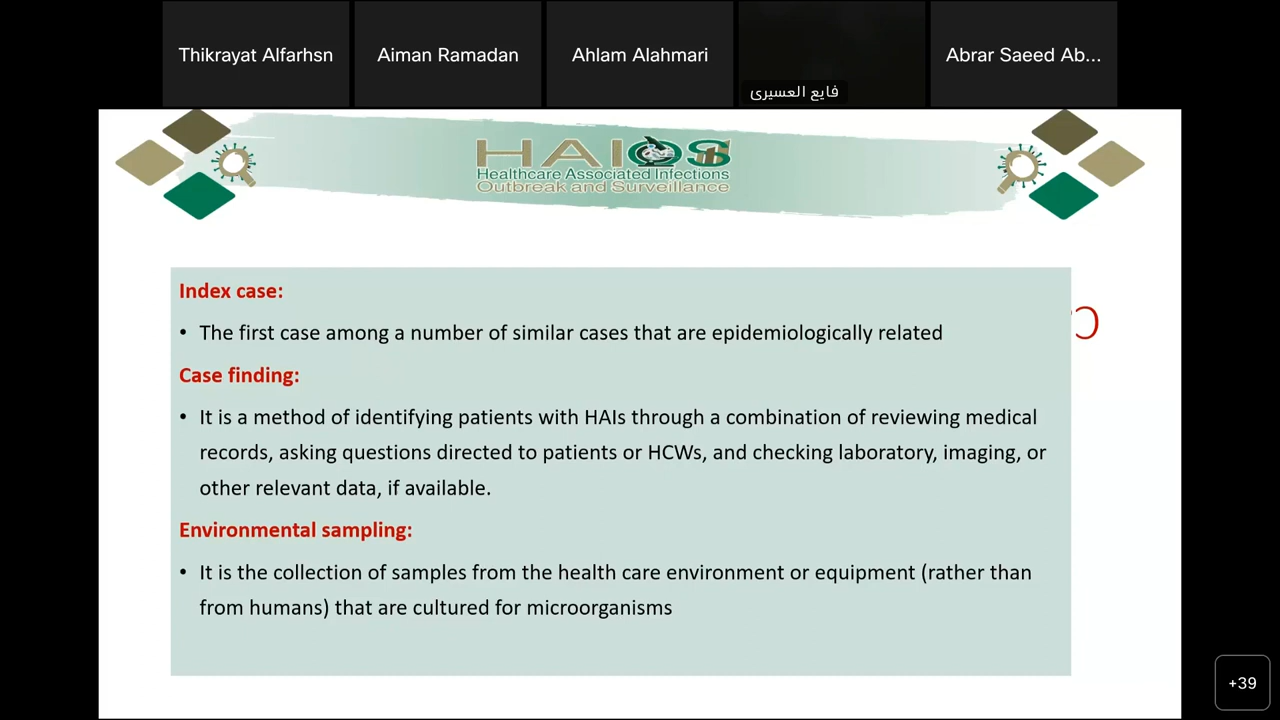 Thikrayat Alfarhsn
Aiman Ramadan
Ahlam Alahmari
فايع العسيري
Abrar Saeed Ab...
HAIOS
Healthcare Associated Infections
Outbreak and Surveillance
Index case:
• The first case among a number of similar cases that are epidemiologically related
Case finding:
• It is a method of identifying patients with HAIs through a combination of reviewing medical
records, asking questions directed to patients or HCWs, and checking laboratory, imaging, or
other relevant data, if available.
Environmental sampling:
• It is the collection of samples from the health care environment or equipment (rather than
from humans) that are cultured for microorganisms
+39